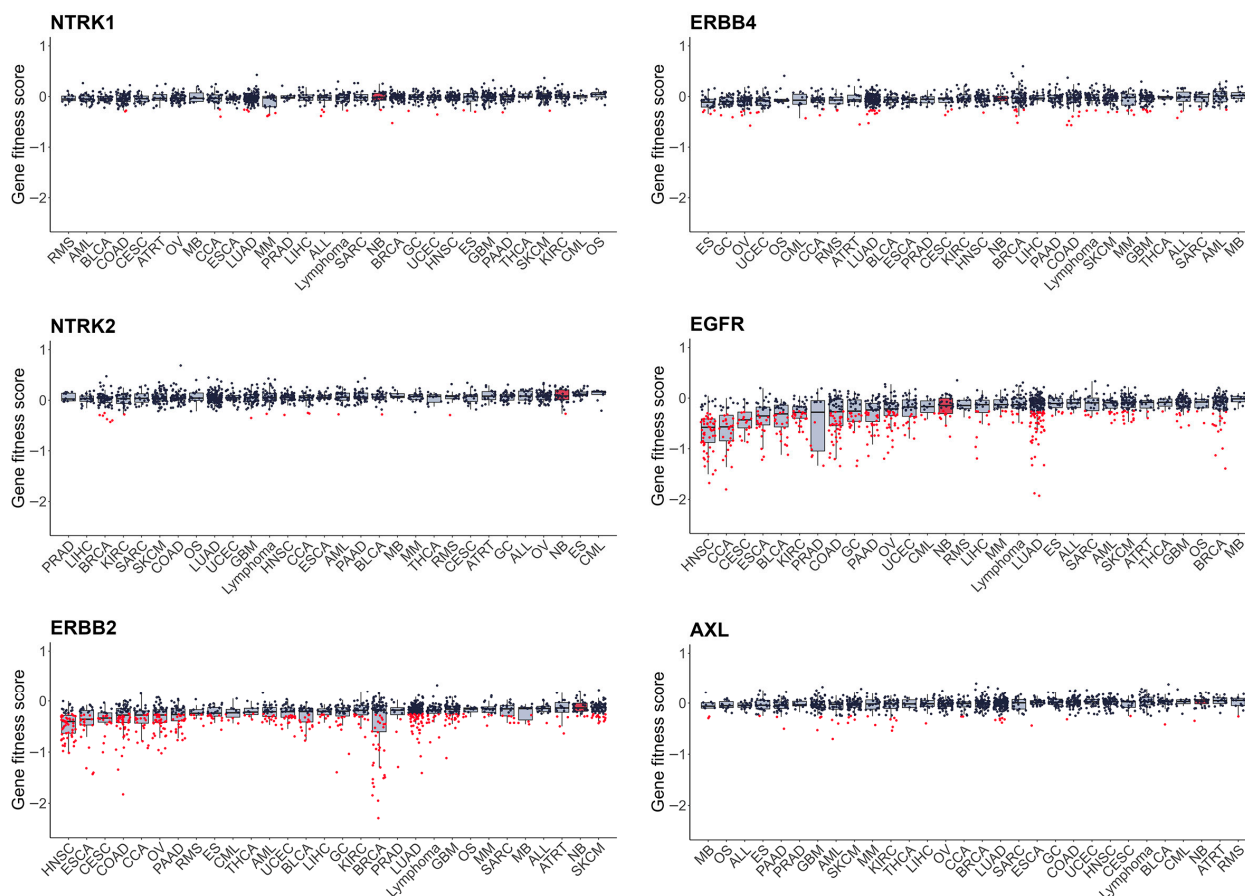 NTRK1
Gene fitness score
1
0
−1
−2
RMS AML BLCA COAD CESC ATRT OV MB CCA ESCA LUAD MM PRAD LIHC ALL Lymphoma SARC NB BRCA GC UCEC HNSC ES GBM PAAD THCA SKCM KIRC CML OS
ERBB4
Gene fitness score
1
0
−1
−2
ES GC OV UCEC OS CML CCA RMS ATRT LUAD BLCA ESCA PRAD CESC KIRC HNSC NB BRCA LIHC PAAD COAD Lymphoma SKCM MM GBM THCA ALL SARC AML MB
NTRK2
Gene fitness score
1
0
−1
−2
PRAD LIHC BRCA KIRC SARC SKCM COAD OS LUAD UCEC GBM Lymphoma HNSC CCA ESCA AML PAAD BLCA MB MM THCA RMS CESC ATRT GC ALL OV NB ES CML
EGFR
Gene fitness score
1
0
−1
−2
HNSC CCA CESC ESCA BLCA KIRC PRAD COAD GC PAAD OV UCEC CML NB RMS LIHC MM Lymphoma LUAD ES ALL SARC AML SKCM ATRT THCA GBM OS BRCA MB
ERBB2
Gene fitness score
1
0
−1
−2
HNSC ESCA CESC COAD CCA OV PAAD RMS ES CML THCA AML UCEC BLCA LIHC GC KIRC BRCA PRAD LUAD Lymphoma GBM OS MM SARC MB ALL ATRT NB SKCM
AXL
Gene fitness score
1
0
−1
−2
MB OS ALL ES PAAD PRAD GBM AML SKCM MM KIRC THCA LIHC OV CCA BRCA LUAD SARC ESCA GC COAD UCEC HNSC CESC Lymphoma BLCA CML NB ATRT RMS